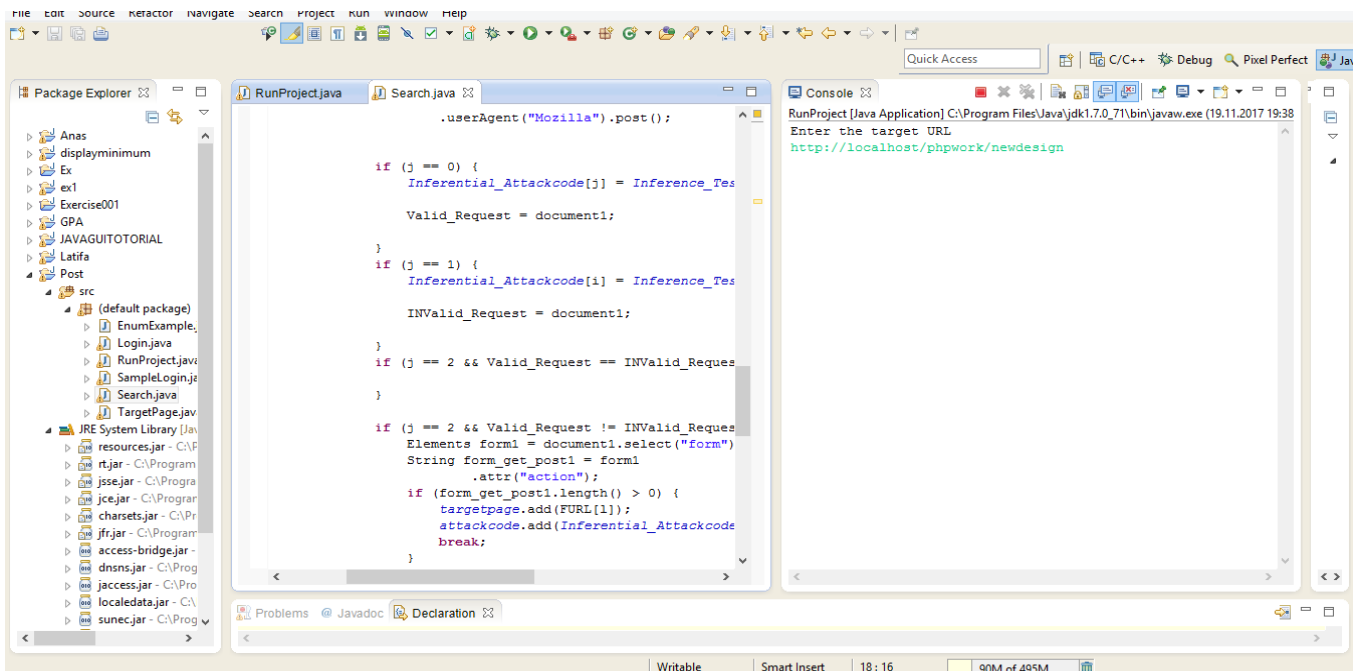 File Edit Source Refactor Navigate Search Project Run Window Help
Quick Access
C/C++ Debug Pixel Perfect Jav
Package Explorer
Anas
displayminimum
Ex
ex1
Exercise001
GPA
JAVAGUITOTORIAL
Latifa
Post
src
(default package)
EnumExample.
Login.java
RunProject.java
SampleLogin.ja
Search.java
TargetPage.jav
JRE System Library [Jav
resources.jar - C:\P
rt.jar - C:\Program
jsse.jar - C:\Progra
jce.jar - C:\Program
charsets.jar - C:\Pr
jfr.jar - C:\Program
access-bridge.jar -
dnsns.jar - C:\Prog
jaccess.jar - C:\Pro
localedata.jar - C:\
sunec.jar - C:\Prog
RunProject.java Search.java
.userAgent("Mozilla").post();
if (j == 0) {
Inferential_Attackcode[j] = Inference_Tes
Valid_Request = document1;
}
if (j == 1) {
Inferential_Attackcode[i] = Inference_Tes
INValid_Request = document1;
}
if (j == 2 && Valid_Request == INValid_Reques
}
if (j == 2 && Valid_Request != INValid_Reques
Elements form1 = document1.select("form")
String form_get_post1 = form1
.attr("action");
if (form_get_post1.length() > 0) {
targetpage.add(FURL[l]);
attackcode.add(Inferential_Attackcode
break;
}
Console
RunProject [Java Application] C:\Program Files\Java\jdk1.7.0_71\bin\javaw.exe (19.11.2017 19:38
Enter the target URL
http://localhost/phpwork/newdesign
Problems @ Javadoc Declaration
Writable Smart Insert 18 : 16 90M of 495M